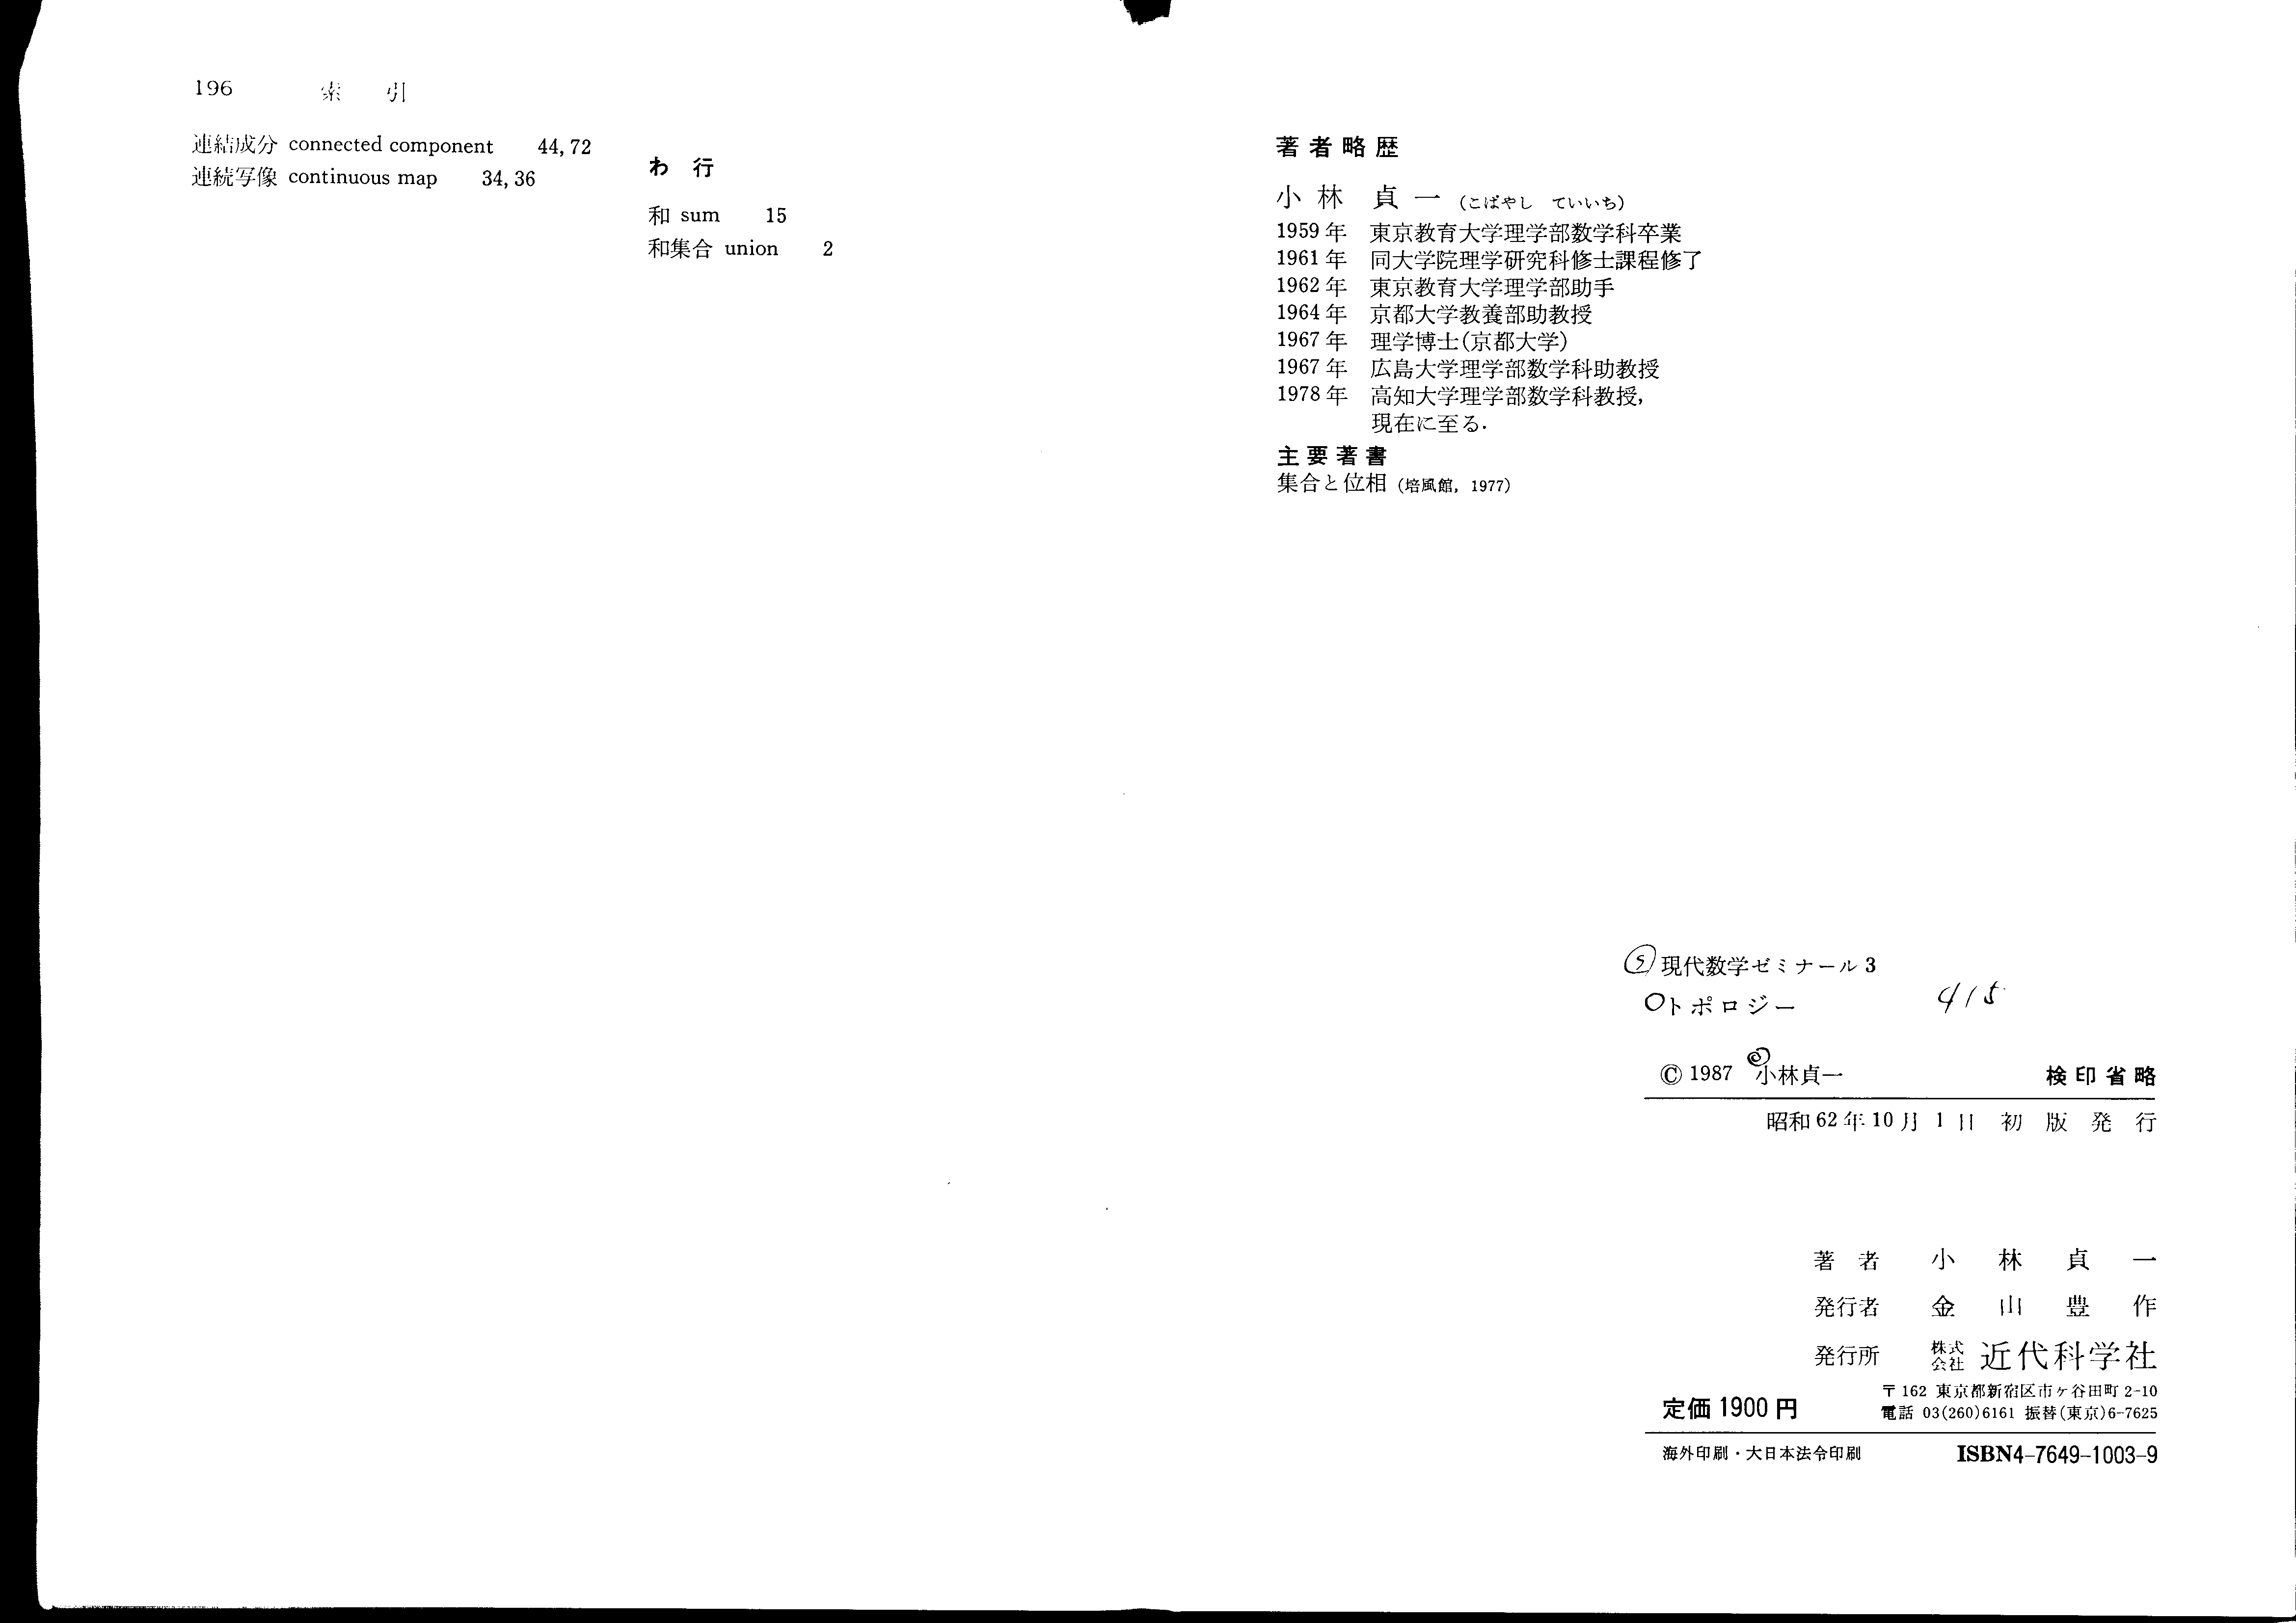 196 索 引
連結成分 connected component 44, 72
連続写像 continuous map 34, 36
わ 行
和 sum 15
和集合 union 2
著者略歴
小林 貞一 (こばやし ていいち)
1959年 東京教育大学理学部数学科卒業
1961年 同大学院理学研究科修士課程修了
1962年 東京教育大学理学部助手
1964年 京都大学教養部助教授
1967年 理学博士(京都大学)
1967年 広島大学理学部数学科助教授
1978年 高知大学理学部数学科教授,
現在に至る.
主要著書
集合と位相 (培風館, 1977)
Ⓢ現代数学ゼミナール3
○トポロジー 415
© 1987 ◎小林貞一 検印省略
昭和62年10月1日 初版発行
著者 小林貞一
発行者 金山豊作
発行所 株式会社 近代科学社
〒162 東京都新宿区市ヶ谷田町2-10
定価1900円 電話 03(260)6161 振替(東京)6-7625
海外印刷・大日本法令印刷 ISBN4-7649-1003-9